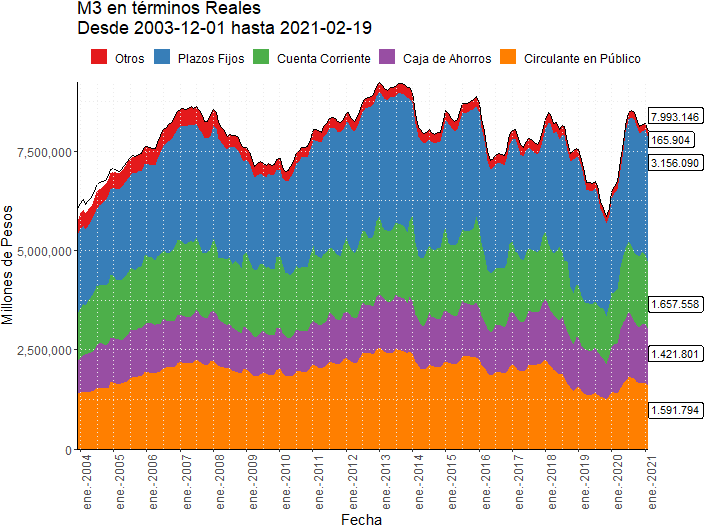 M3 en términos Reales
Desde 2003-12-01 hasta 2021-02-19
Otros Plazos Fijos Cuenta Corriente Caja de Ahorros Circulante en Público
Millones de Pesos
7,500,000
5,000,000
2,500,000
0
7.993.146
165.904
3.156.090
1.657.558
1.421.801
1.591.794
ene.-2004
ene.-2005
ene.-2006
ene.-2007
ene.-2008
ene.-2009
ene.-2010
ene.-2011
ene.-2012
ene.-2013
ene.-2014
ene.-2015
ene.-2016
ene.-2017
ene.-2018
ene.-2019
ene.-2020
ene.-2021
Fecha